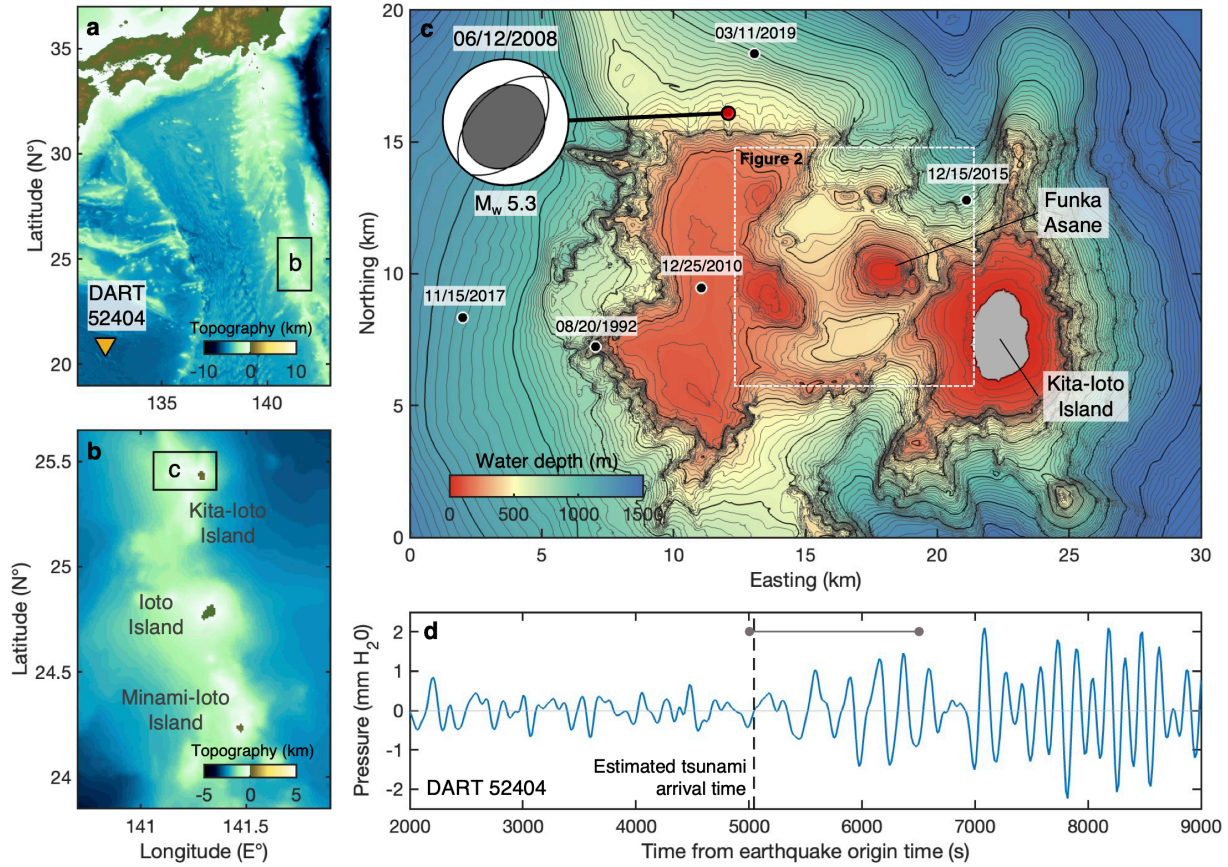 a
35
30
25
20
Latitude (N°)
b
DART
52404
Topography (km)
-10
0
10
135
140
b
c
25.5
25
24.5
24
Latitude (N°)
Kita-Ioto
Island
Ioto
Island
Minami-Ioto
Island
Topography (km)
-5
0
5
141
141.5
Longitude (E°)
c
06/12/2008
Mw 5.3
03/11/2019
Figure 2
12/15/2015
Funka
Asane
12/25/2010
11/15/2017
08/20/1992
Kita-Ioto
Island
Water depth (m)
0
500
1000
1500
20
15
10
5
0
Northing (km)
0
5
10
15
20
25
30
Easting (km)
d
2
1
0
-1
-2
Pressure (mm H20)
Estimated tsunami
arrival time
DART 52404
2000
3000
4000
5000
6000
7000
8000
9000
Time from earthquake origin time (s)